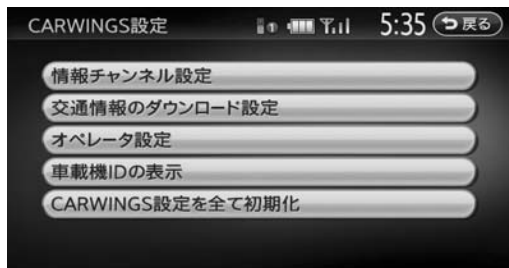 CARWINGS設定 1 5:35 戻る
情報チャンネル設定
交通情報のダウンロード設定
オペレータ設定
車載機IDの表示
CARWINGS設定を全て初期化